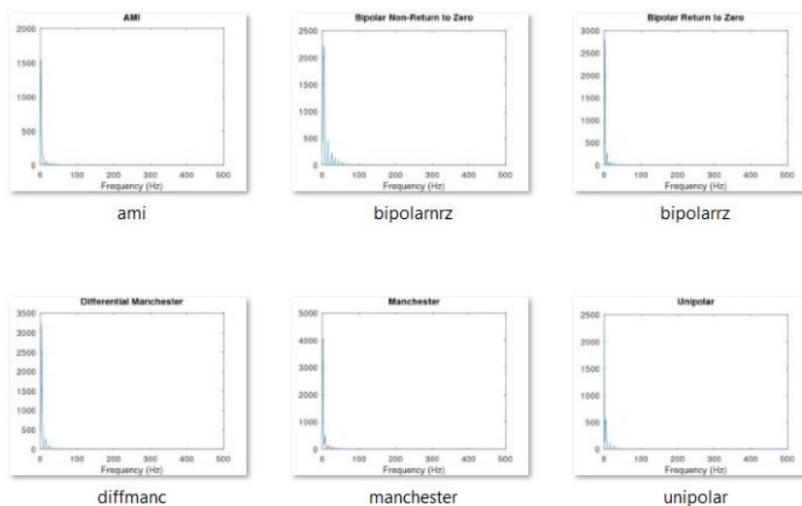 AMI
2000
1500
1000
500
0
0 100 200 300 400 500
Frequency (Hz)
ami
Bipolar Non-Return to Zero
2500
2000
1500
1000
500
0
0 100 200 300 400 500
Frequency (Hz)
bipolarnrz
Bipolar Return to Zero
3000
2500
2000
1500
1000
500
0
0 100 200 300 400 500
Frequency (Hz)
bipolarrz
Differential Manchester
3500
3000
2500
2000
1500
1000
500
0
0 100 200 300 400 500
Frequency (Hz)
diffmanc
Manchester
5000
4000
3000
2000
1000
0
0 100 200 300 400 500
Frequency (Hz)
manchester
Unipolar
2500
2000
1500
1000
500
0
0 100 200 300 400 500
Frequency (Hz)
unipolar